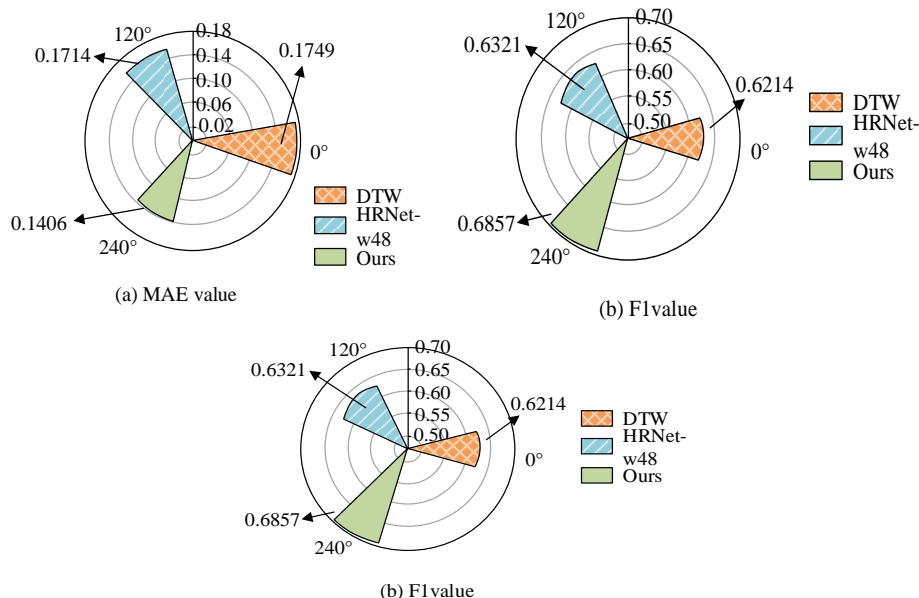 0.18
0.14
0.10
0.06
0.02
120°
0.1714
0.1749
0°
0.1406
240°
DTW
HRNet-
w48
Ours
(a) MAE value
0.70
0.65
0.60
0.55
0.50
120°
0.6321
0.6214
0°
0.6857
240°
DTW
HRNet-
w48
Ours
(b) F1value
0.70
0.65
0.60
0.55
0.50
120°
0.6321
0.6214
0°
0.6857
240°
DTW
HRNet-
w48
Ours
(b) F1value